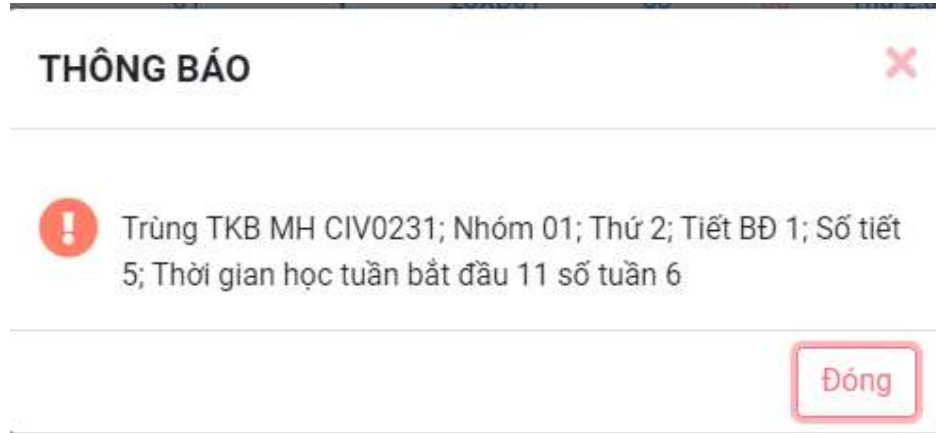 THÔNG BÁO
Trùng TKB MH CIV0231; Nhóm 01; Thứ 2; Tiết BĐ 1; Số tiết
5; Thời gian học tuần bắt đầu 11 số tuần 6
Đóng